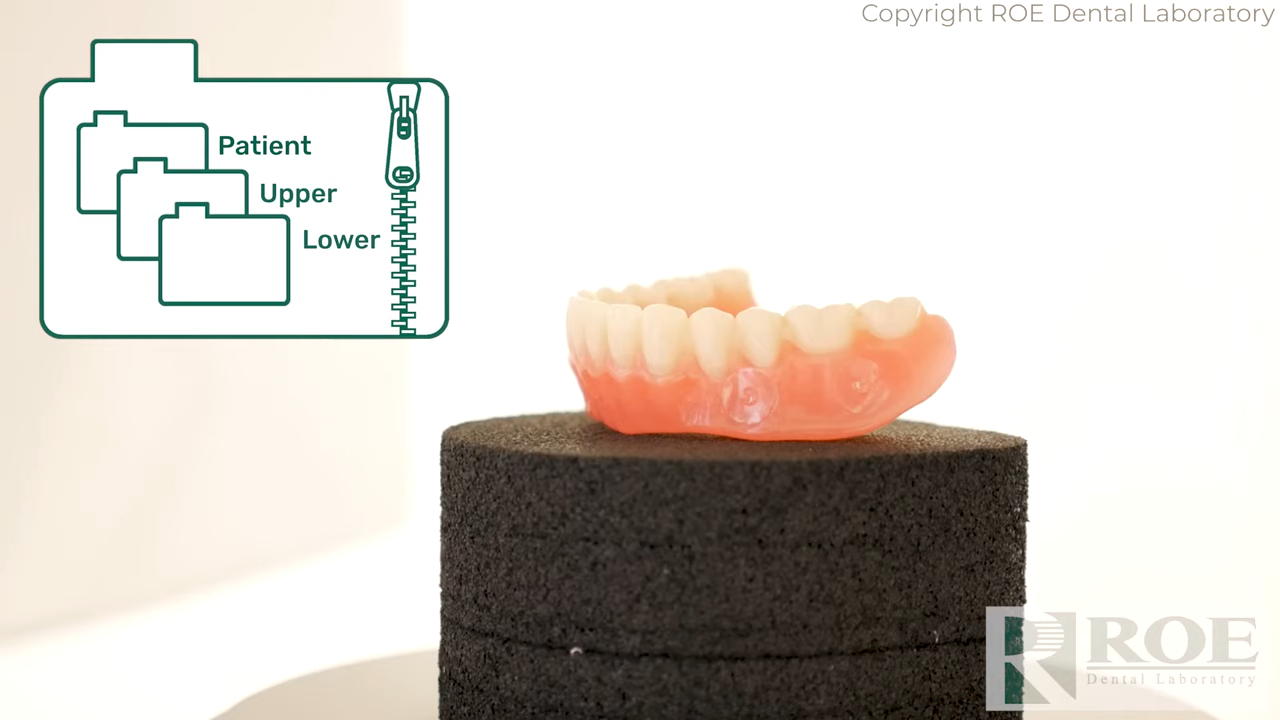 Copyright ROE Dental Laboratory
Patient
Upper
Lower
ROE
Dental Laboratory